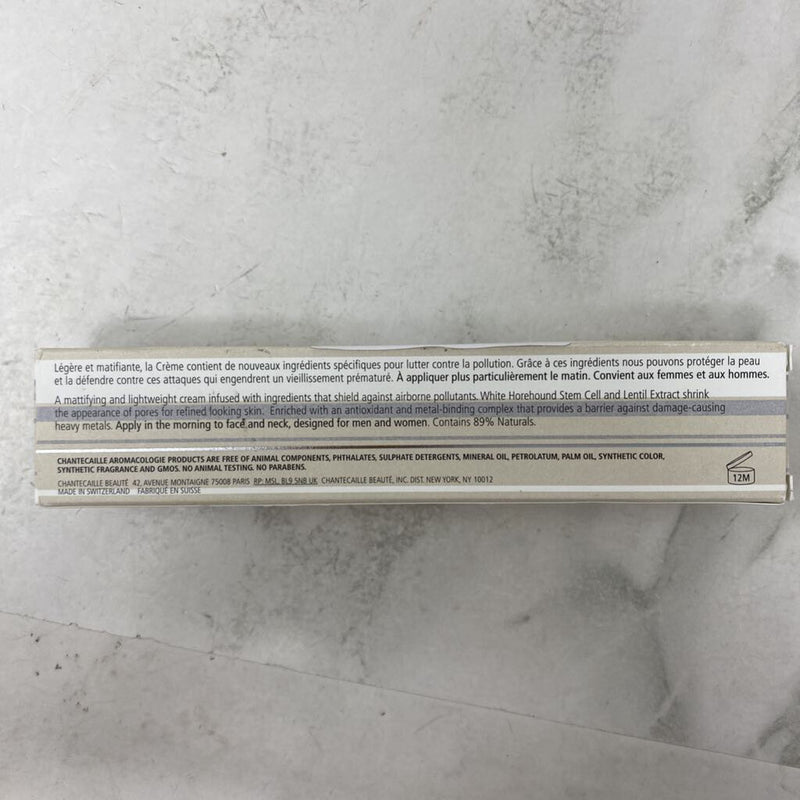 Légère et matifiante, la Crème contient de nouveaux ingrédients spécifiques pour lutter contre la pollution. Grâce à ces ingrédients nous pouvons protéger la peau
et la défendre contre ces attaques qui engendrent un vieillissement prématuré. À appliquer plus particulièrement le matin. Convient aux femmes et aux hommes.
A mattifying and lightweight cream infused with ingredients that shield against airborne pollutants. White Horehound Stem Cell and Lentil Extract shrink
the appearance of pores for refined looking skin. Enriched with an antioxidant and metal-binding complex that provides a barrier against damage-causing
heavy metals. Apply in the morning to face and neck, designed for men and women. Contains 89% Naturals.
CHANTECAILLE AROMACOLOGIE PRODUCTS ARE FREE OF ANIMAL COMPONENTS, PHTHALATES, SULPHATE DETERGENTS, MINERAL OIL, PETROLATUM, PALM OIL, SYNTHETIC COLOR,
SYNTHETIC FRAGRANCE AND GMOS. NO ANIMAL TESTING. NO PARABENS.
CHANTECAILLE BEAUTÉ 42, AVENUE MONTAIGNE 75008 PARIS RP: MSL, BL9 5NB UK CHANTECAILLE BEAUTÉ, INC. DIST. NEW YORK, NY 10012
MADE IN SWITZERLAND FABRIQUÉ EN SUISSE
12M